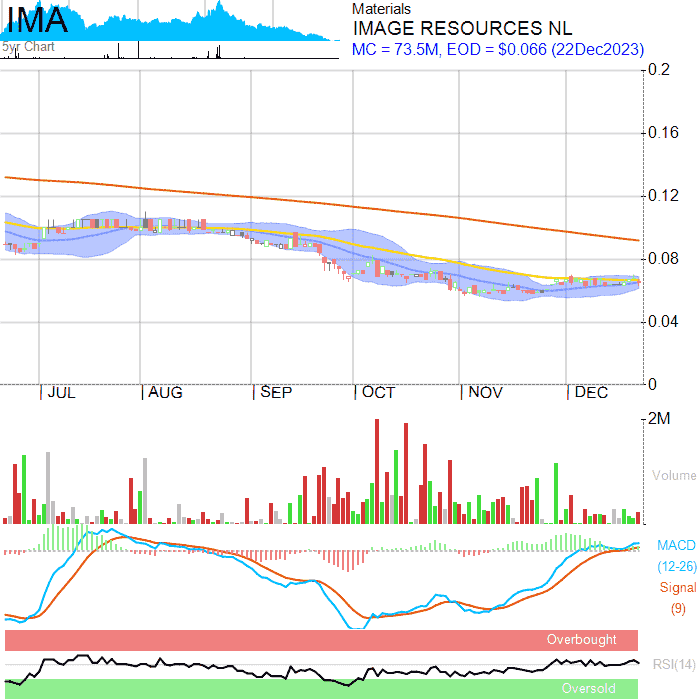 IMA
5yr Chart
Materials
IMAGE RESOURCES NL
MC = 73.5M, EOD = $0.066 (22Dec2023)
0.2
0.16
0.12
0.08
0.04
0
JUL AUG SEP OCT NOV DEC
2M
Volume
MACD
(12-26)
Signal
(9)
Overbought
RSI(14)
Oversold